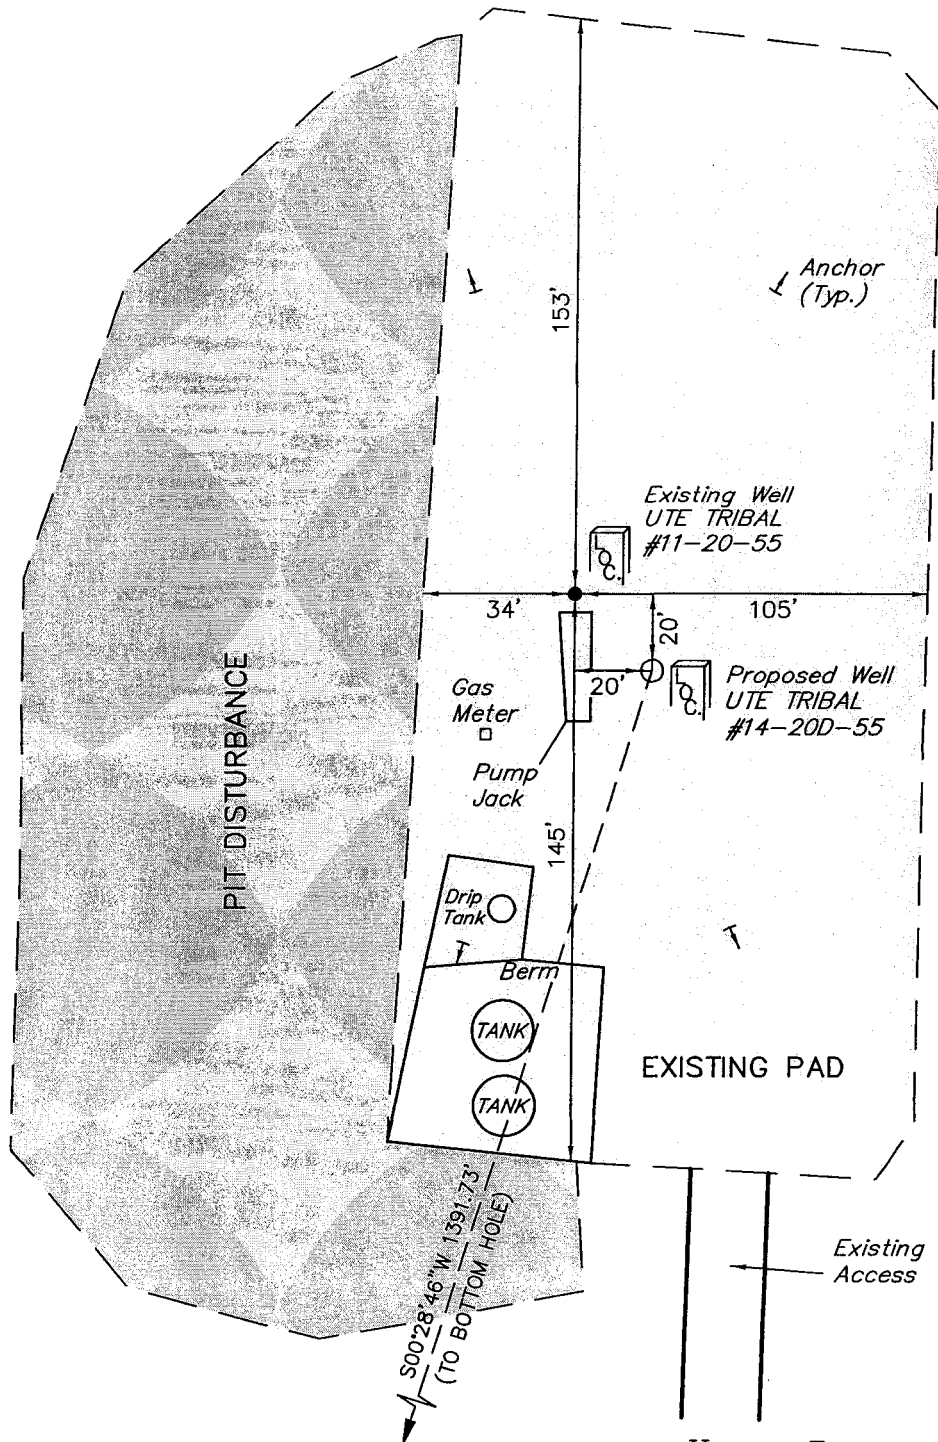 153'
Anchor
(Typ.)
Existing Well
UTE TRIBAL
#11-20-55
LOC.
34'
105'
20'
20'
LOC.
Proposed Well
UTE TRIBAL
#14-20D-55
Gas
Meter
Pump
Jack
PIT DISTURBANCE
145'
Drip
Tank
Berm
TANK
TANK
EXISTING PAD
S00°28'46"W 1391.73'
(TO BOTTOM HOLE)
Existing
Access